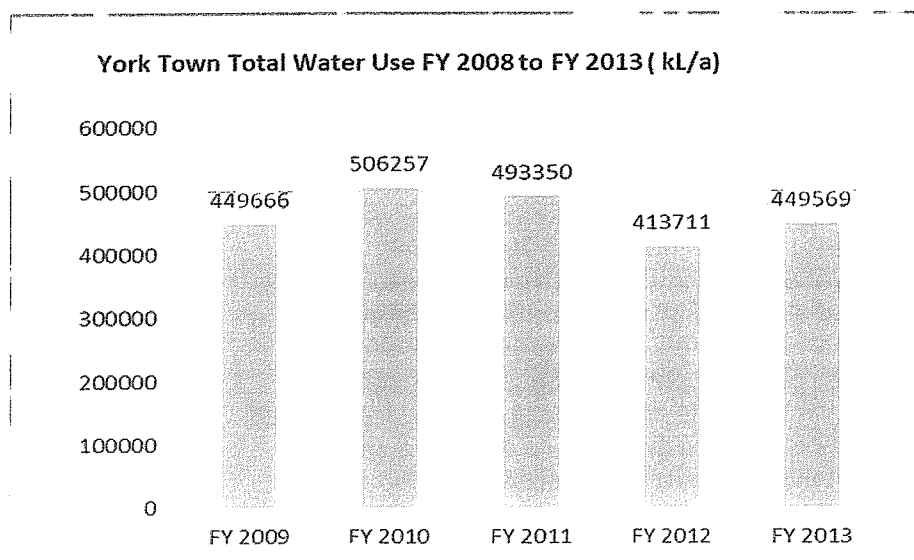 York Town Total Water Use FY 2008 to FY 2013 ( kL/a)
600000
500000
400000
300000
200000
100000
0
449666
506257
493350
413711
449569
FY 2009
FY 2010
FY 2011
FY 2012
FY 2013